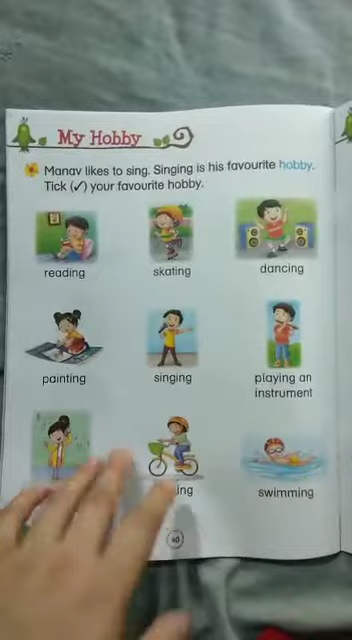 My Hobby
Manav likes to sing. Singing is his favourite hobby.
Tick (✓) your favourite hobby.
reading skating dancing
painting singing playing an
instrument
ing swimming